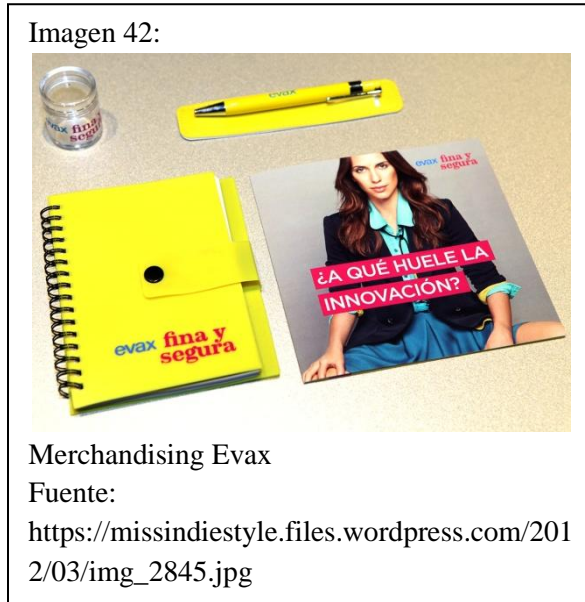 Imagen 42:
evax
evax fina y
segura
evax fina y
segura
¿A QUÉ HUELE LA
INNOVACIÓN?
evax fina y
segura
Merchandising Evax
Fuente:
https://missindiestyle.files.wordpress.com/201
2/03/img_2845.jpg